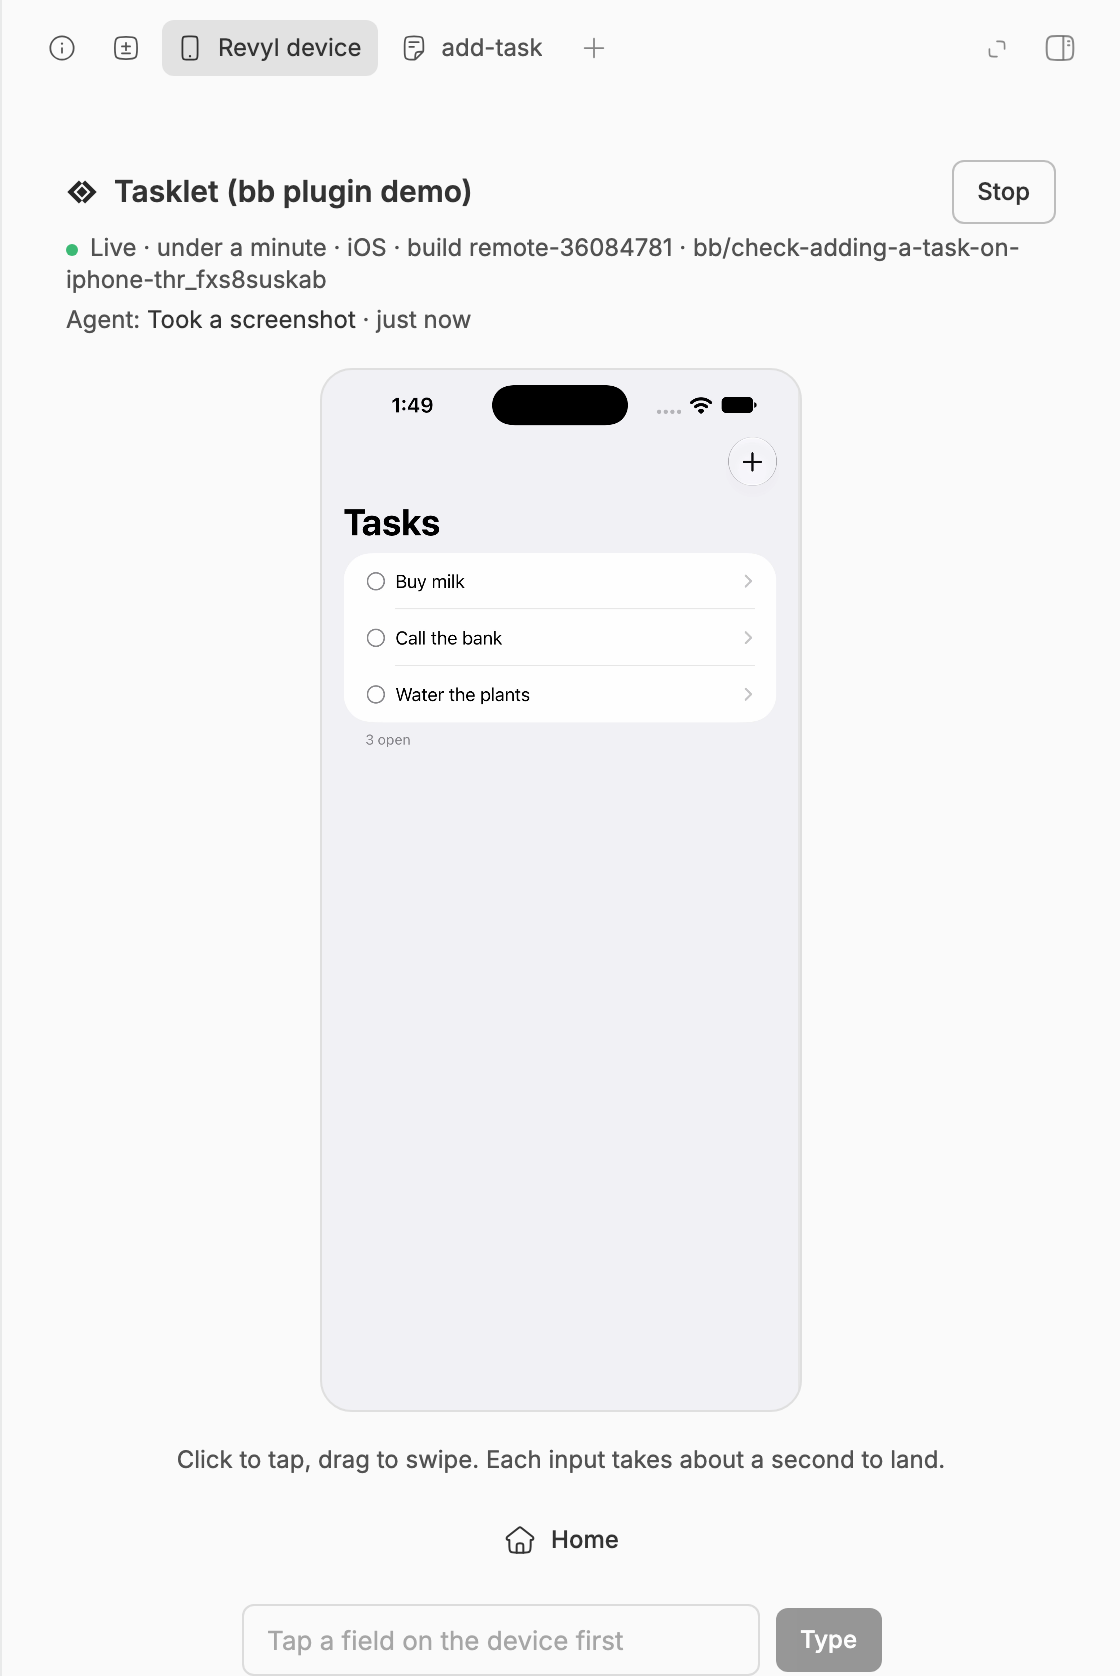 Revyl device
add-task
Tasklet (bb plugin demo)
Stop
Live · under a minute · iOS · build remote-36084781 · bb/check-adding-a-task-on-
iphone-thr_fxs8suskab
Agent: Took a screenshot · just now
1:49
Tasks
Buy milk
Call the bank
Water the plants
3 open
Click to tap, drag to swipe. Each input takes about a second to land.
Home
Tap a field on the device first
Type